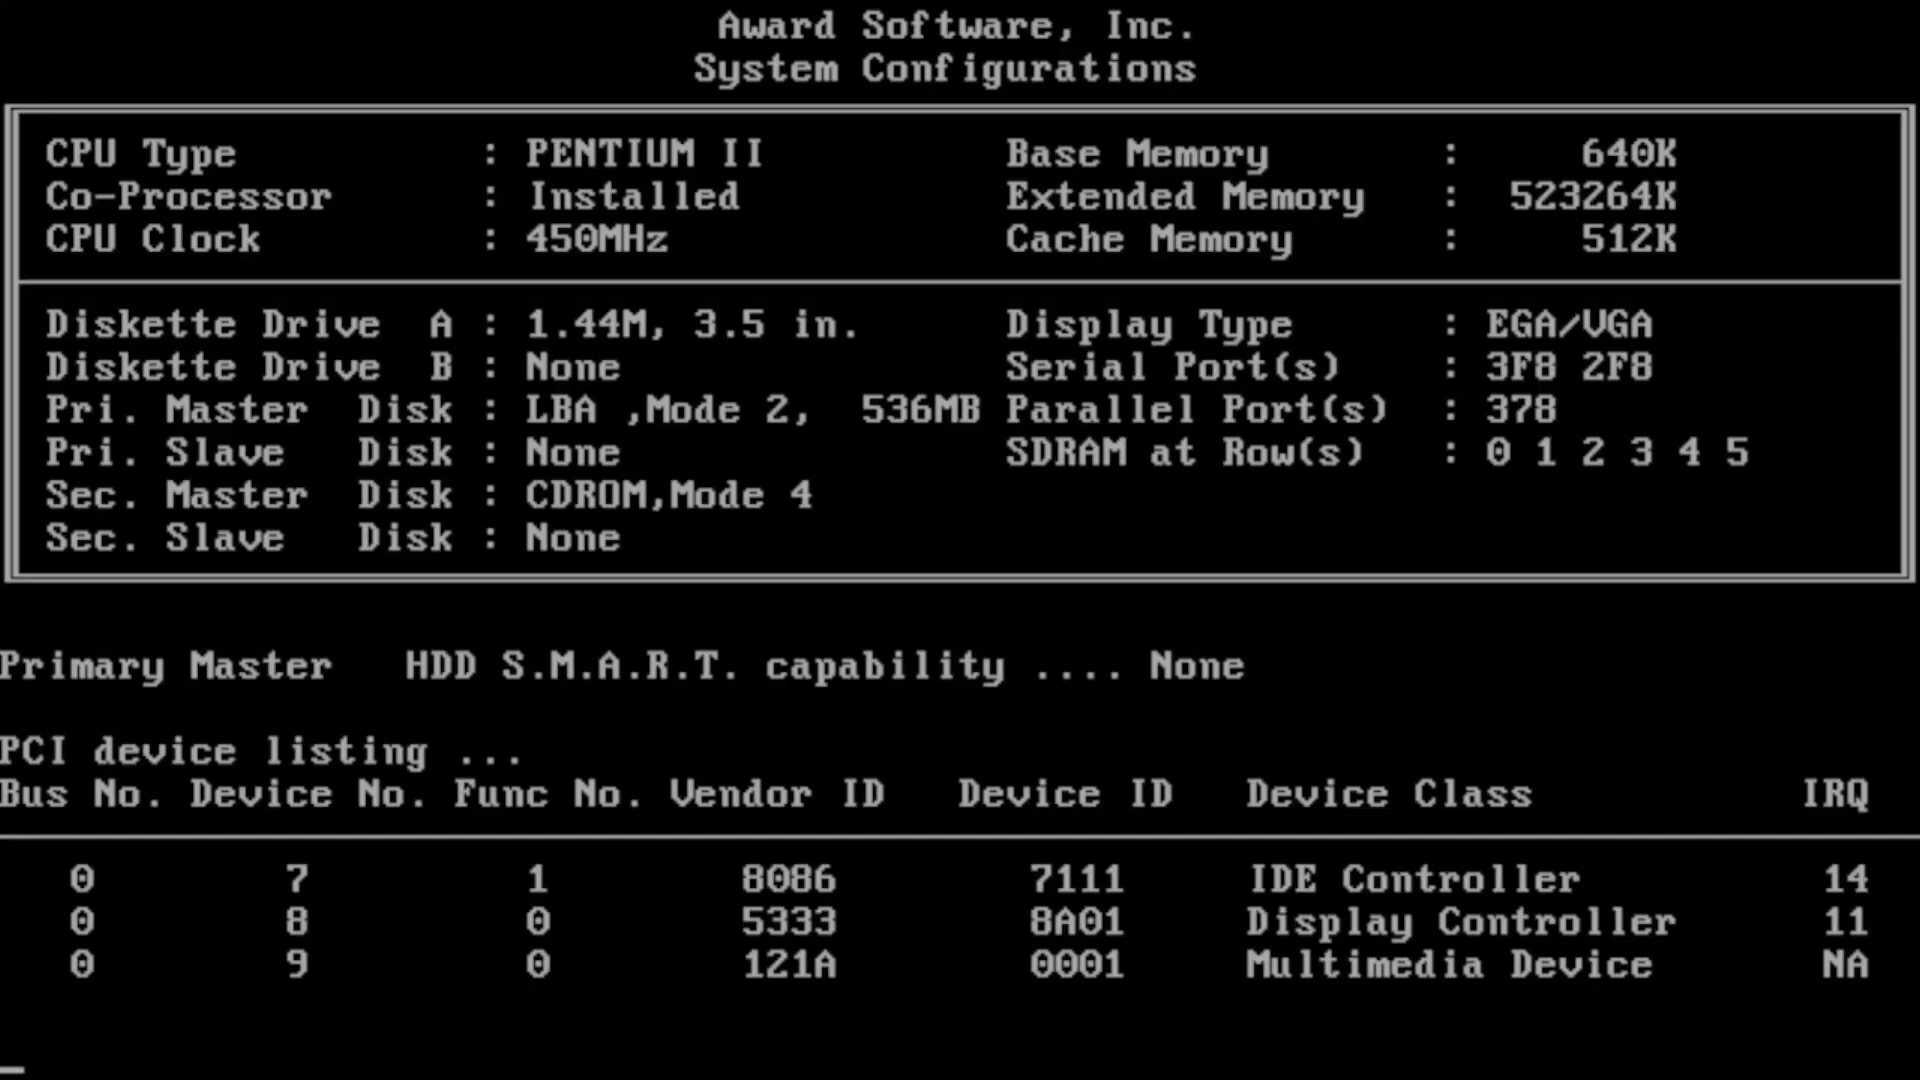 Award Software, Inc.
System Configurations
CPU Type : PENTIUM II Base Memory : 640K
Co-Processor : Installed Extended Memory : 523264K
CPU Clock : 450MHz Cache Memory : 512K
Diskette Drive A : 1.44M, 3.5 in. Display Type : EGA/VGA
Diskette Drive B : None Serial Port(s) : 3F8 2F8
Pri. Master Disk : LBA ,Mode 2, 536MB Parallel Port(s) : 378
Pri. Slave Disk : None SDRAM at Row(s) : 0 1 2 3 4 5
Sec. Master Disk : CDROM,Mode 4
Sec. Slave Disk : None
Primary Master HDD S.M.A.R.T. capability .... None
PCI device listing ...
Bus No. Device No. Func No. Vendor ID Device ID Device Class IRQ
0 7 1 8086 7111 IDE Controller 14
0 8 0 5333 8A01 Display Controller 11
0 9 0 121A 0001 Multimedia Device NA